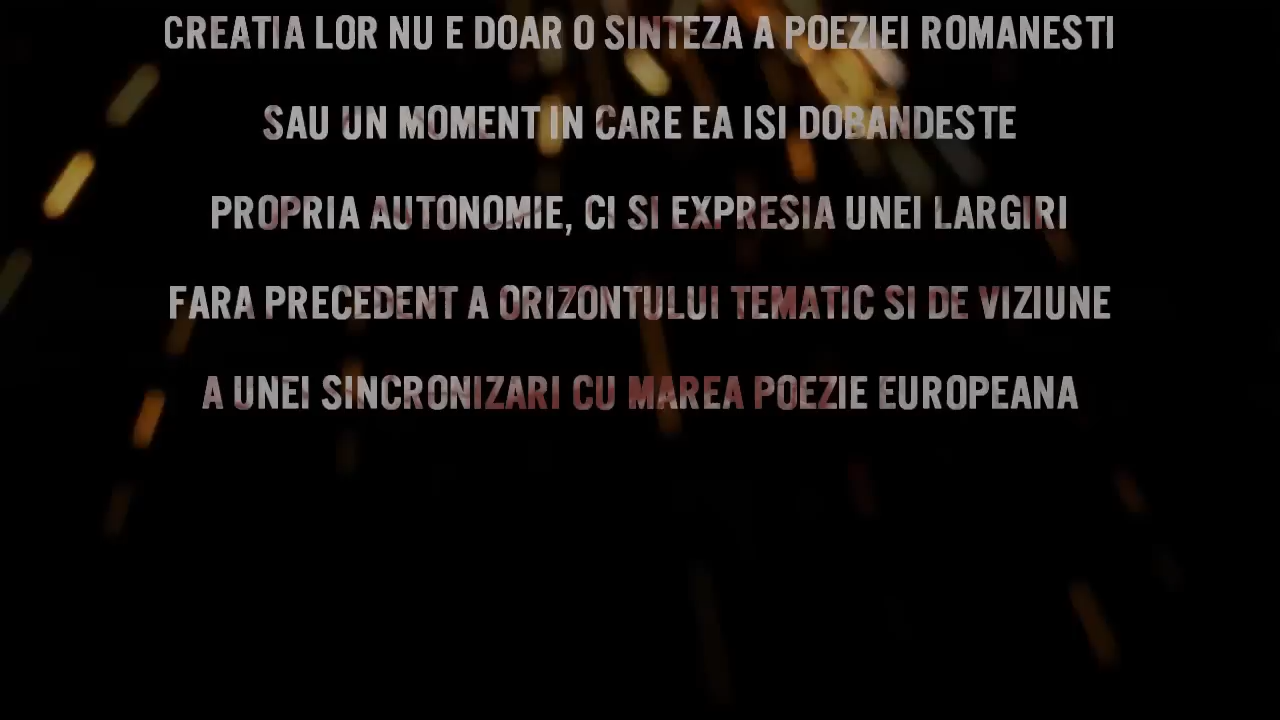 CREATIA LOR NU E DOAR O SINTEZA A POEZIEI ROMANESTI
SAU UN MOMENT IN CARE EA ISI DOBANDESTE
PROPRIA AUTONOMIE, CI SI EXPRESIA UNEI LARGIRI
FARA PRECEDENT A ORIZONTULUI TEMATIC SI DE VIZIUNE
A UNEI SINCRONIZARI CU MAREA POEZIE EUROPEANA